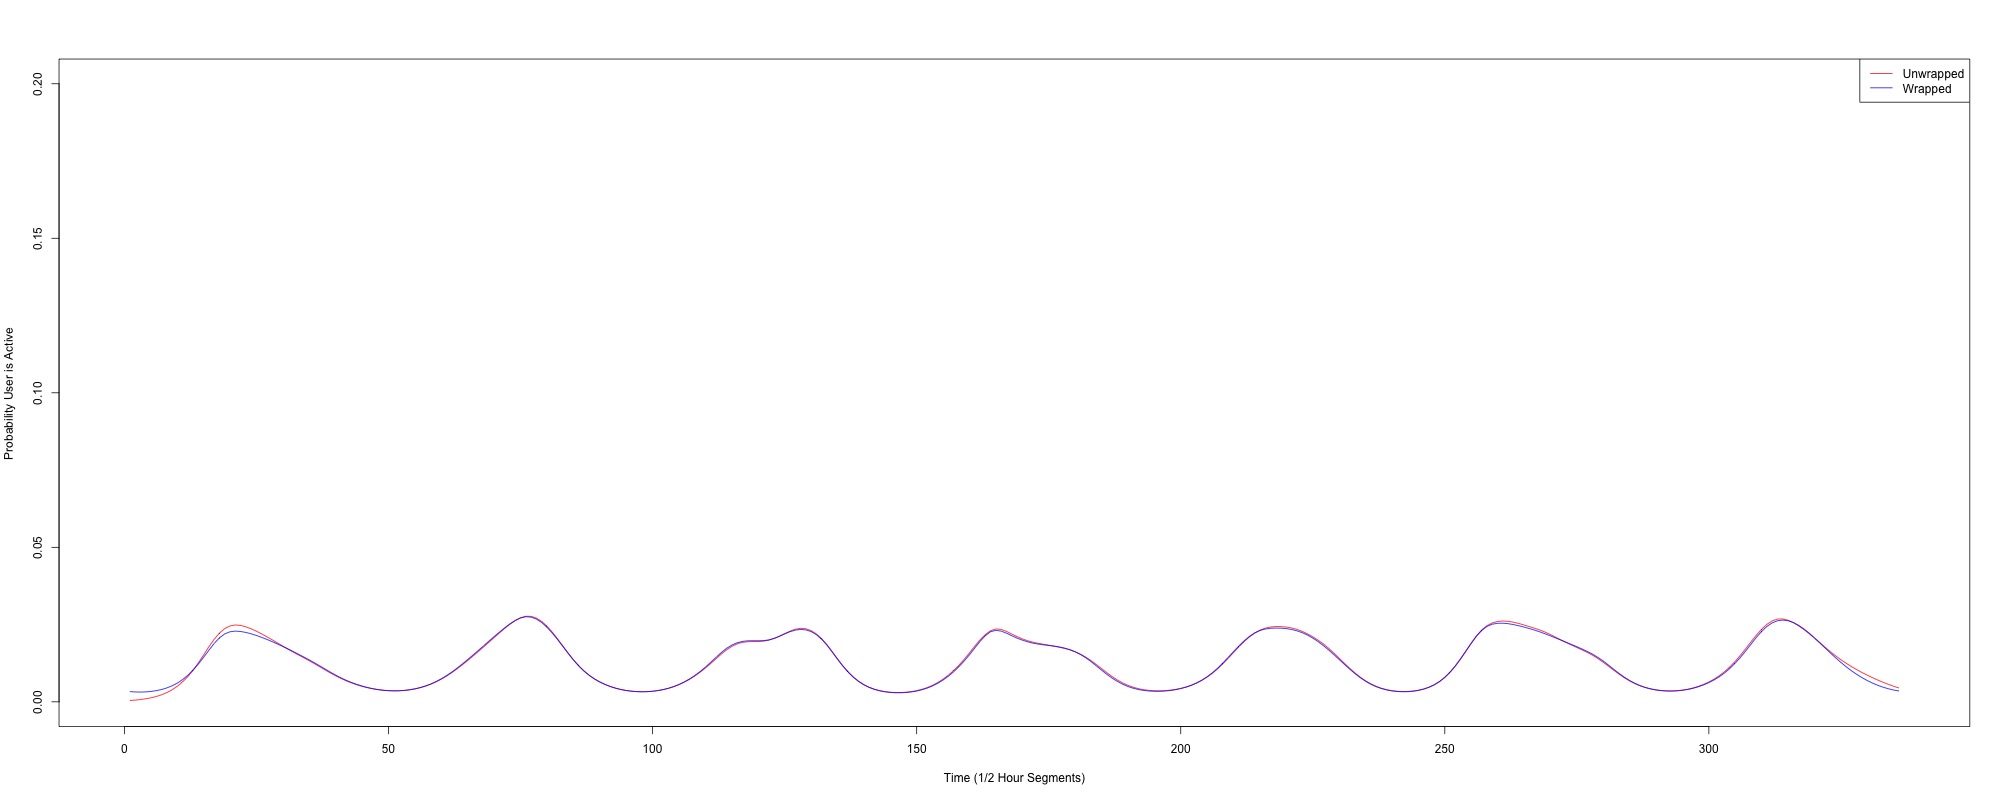 Unwrapped
Wrapped
Probability User is Active
0.20
0.15
0.10
0.05
0.00
0 50 100 150 200 250 300
Time (1/2 Hour Segments)